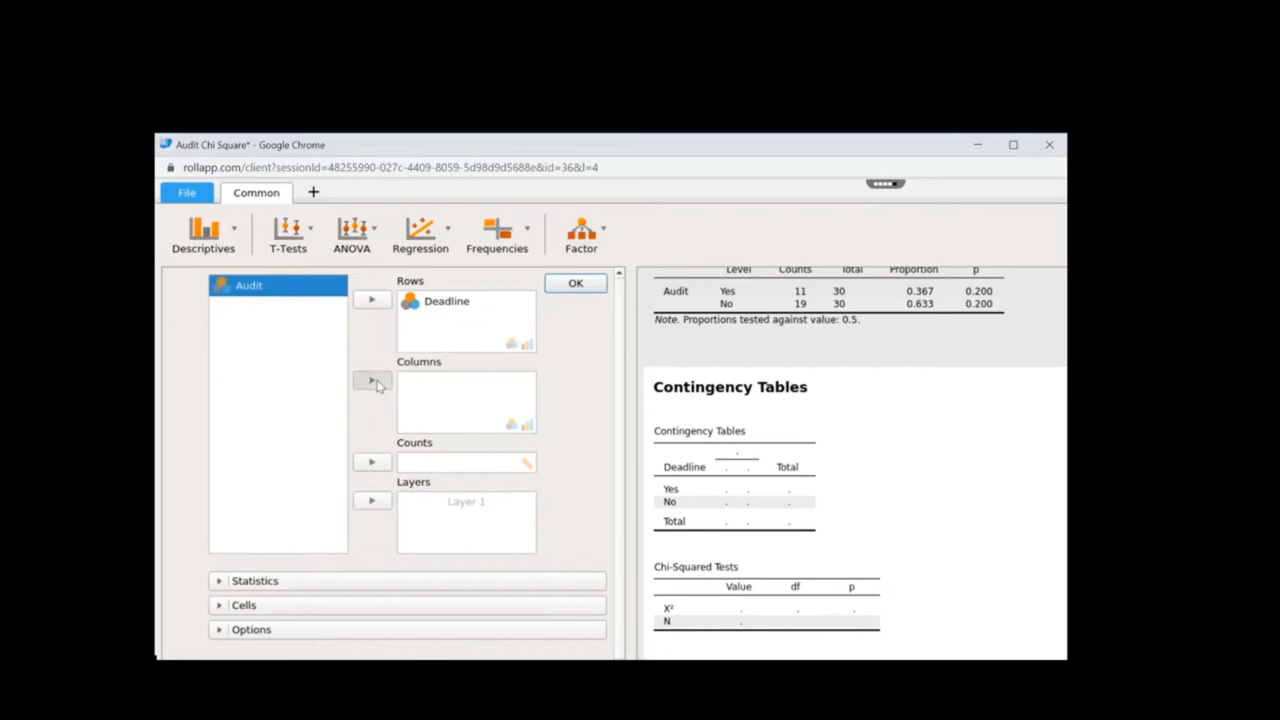 Audit Chi Square* - Google Chrome
rollapp.com/client?sessionId=48255990-027c-4409-8059-5d98d9d5688e&id=36&l=4
File Common +
Descriptives T-Tests ANOVA Regression Frequencies Factor
Audit
Rows
OK
Deadline
Columns
Counts
Layers
Layer 1
Statistics
Cells
Options
Level Counts Total Proportion p
Audit Yes 11 30 0.367 0.200
No 19 30 0.633 0.200
Note. Proportions tested against value: 0.5.
Contingency Tables
Contingency Tables
.
Deadline . . Total
Yes . . .
No . . .
Total . . .
Chi-Squared Tests
Value df p
X² . . .
N .